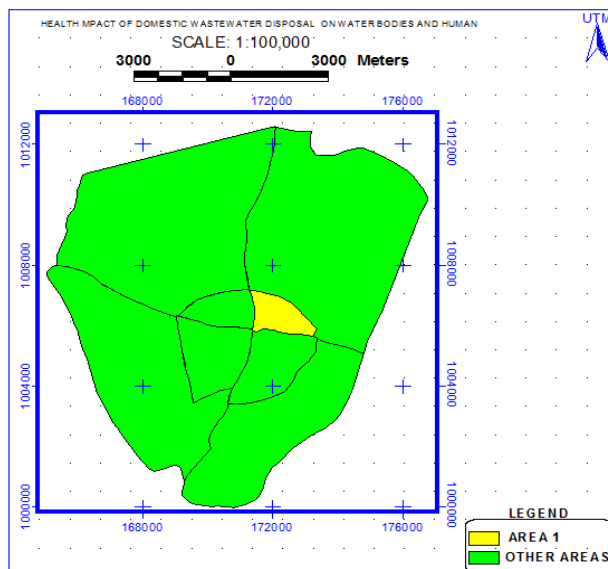 HEALTH MPACT OF DOMESTIC WASTEWATER DISPOSAL ON WATER BODIES AND HUMAN
UTM
SCALE: 1:100,000
3000 0 3000 Meters
168000 172000 176000
1012000 1012000
1008000 1008000
1004000 1004000
1000000 1000000
168000 172000 176000
LEGEND
AREA 1
OTHER AREAS